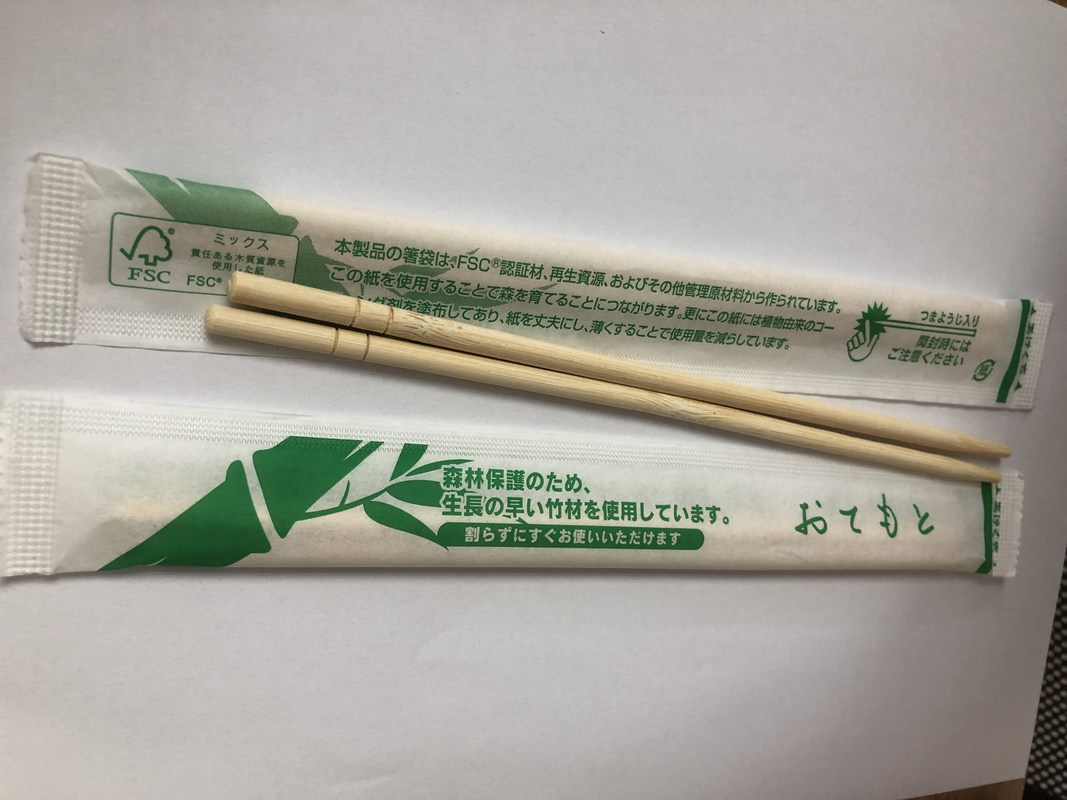 ミックス
責任ある木質資源を
使用した紙
FSC
FSC®
本製品の箸袋は、FSC®認証材、再生資源、およびその他管理原材料から作られています。
この紙を使用することで森を育てることにつながります。更にこの紙には植物由来のコー
グ剤を塗布してあり、紙を丈夫にし、薄くすることで使用量を減らしています。
つまようじ入り
開封時には
ご注意ください
紙
森林保護のため、
生長の早い竹材を使用しています。
割らずにすぐお使いいただけます
おてもと